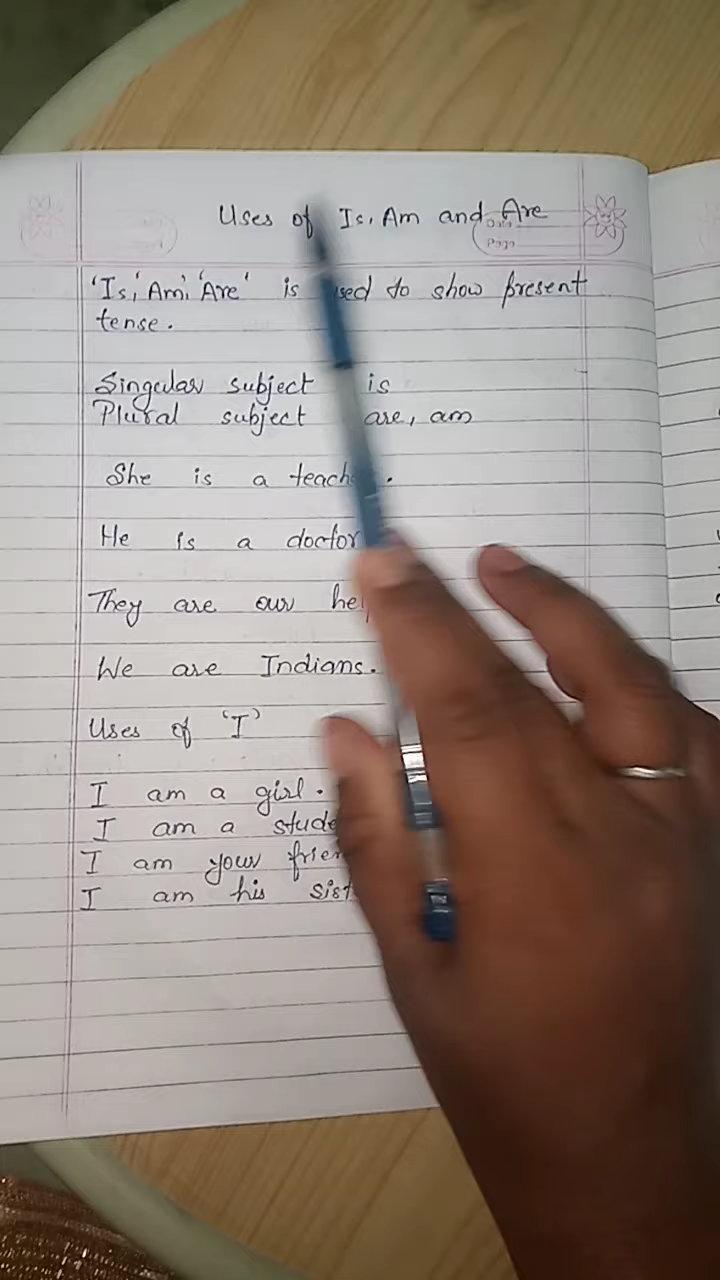 Uses of Is, Am and Are
Date
Page
'Is,' 'Am', 'Are' is used to show present
tense.
Singular subject is
Plural subject are, am
She is a .
He is a doctor
They are our
We are Indians.
Uses of 'I'
I am a girl.
I am a
I am your
I am his